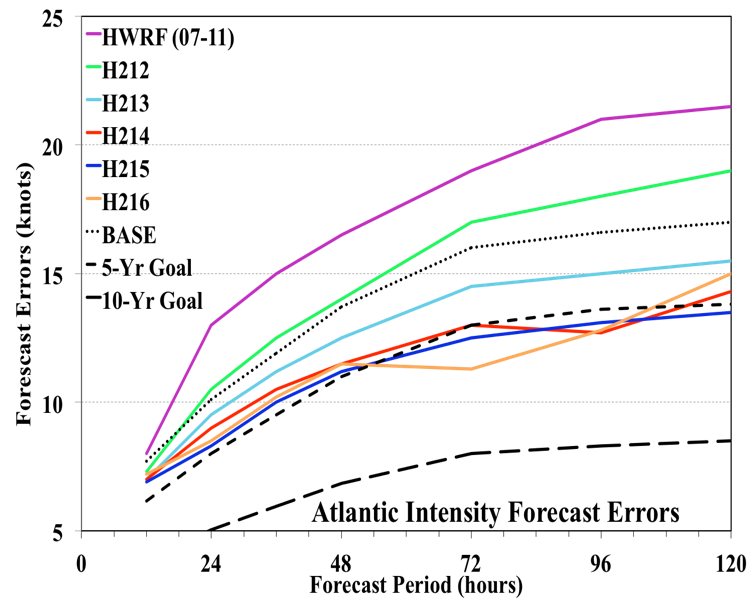 25
20
15
10
5
Forescast Errors (knots)
HWRF (07-11)
H212
H213
H214
H215
H216
BASE
5-Yr Goal
10-Yr Goal
Atlantic Intensity Forecast Errors
0 24 48 72 96 120
Forecast Period (hours)